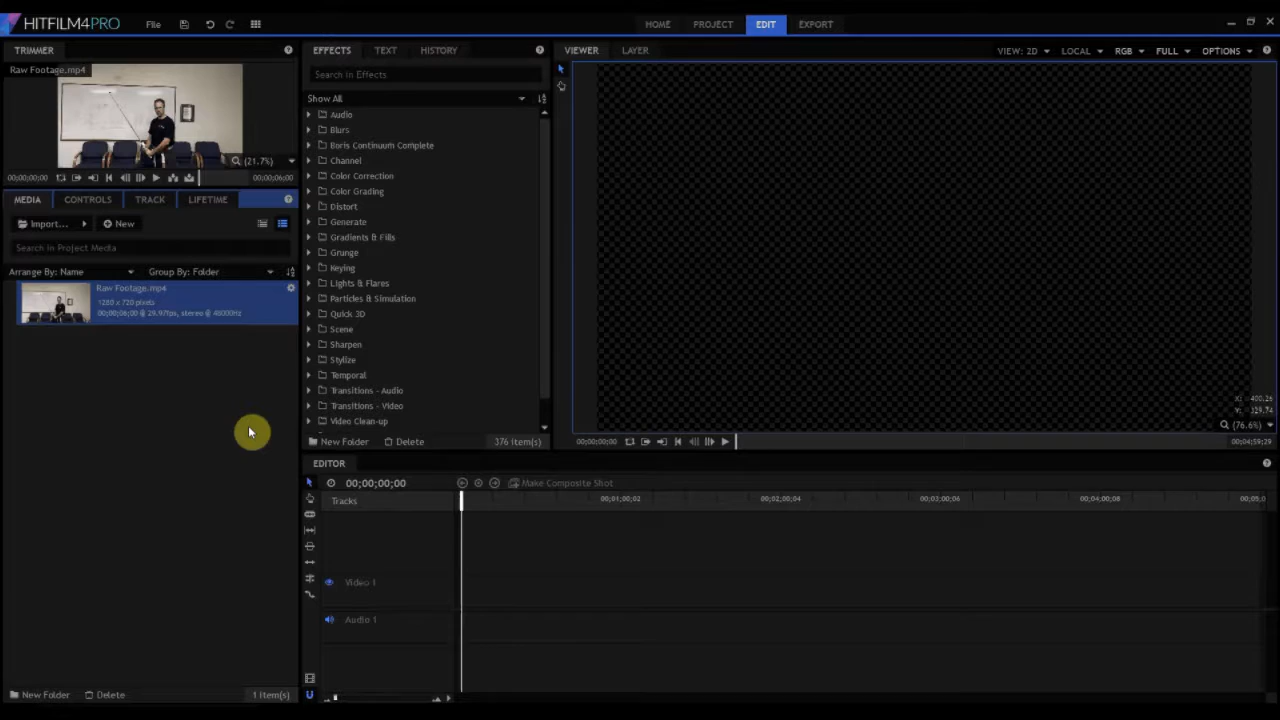 HITFILM4PRO
File
HOME
PROJECT
EDIT
EXPORT
TRIMMER
Raw Footage.mp4
(21.7%)
00;00;00;00
00;00;06;00
MEDIA
CONTROLS
TRACK
LIFETIME
Import...
New
Search in Project Media
Arrange By: Name
Group By: Folder
Raw Footage.mp4
1280 x 720 pixels
00;00;06;00 @ 29.97fps, stereo @ 48000Hz
New Folder
Delete
1 Item(s)
EFFECTS
TEXT
HISTORY
Search in Effects
Show All
Audio
Blurs
Boris Continuum Complete
Channel
Color Correction
Color Grading
Distort
Generate
Gradients & Fills
Grunge
Keying
Lights & Flares
Particles & Simulation
Quick 3D
Scene
Sharpen
Stylize
Temporal
Transitions - Audio
Transitions - Video
Video Clean-up
New Folder
Delete
376 item(s)
VIEWER
LAYER
VIEW: 2D
LOCAL
RGB
FULL
OPTIONS
(76.6%)
00;00;00;00
00;04;59;29
EDITOR
00;00;00;00
Make Composite Shot
Tracks
00;01;00;02
00;02;00;04
00;03;00;06
00;04;00;08
00;05;0
Video 1
Audio 1